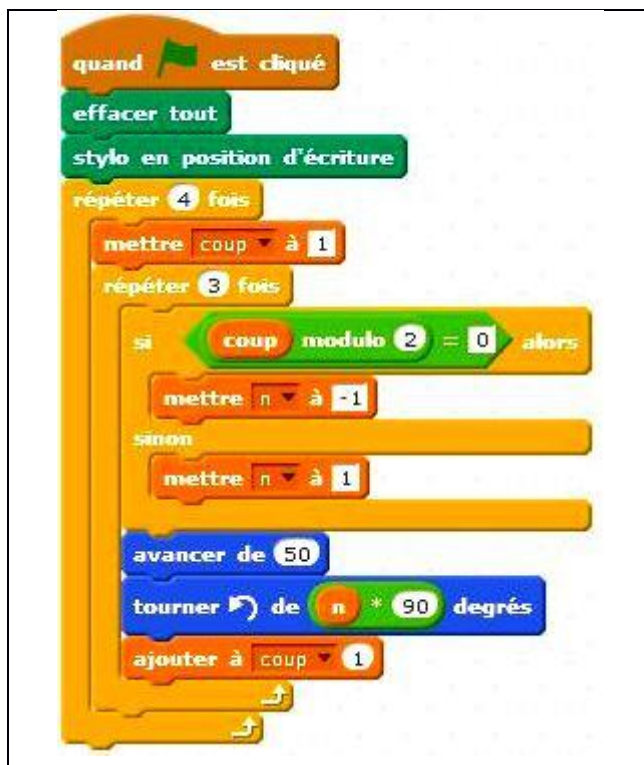 quand est cliqué
effacer tout
stylo en position d'écriture
répéter 4 fois
mettre coup à 1
répéter 3 fois
si coup modulo 2 = 0 alors
mettre n à -1
sinon
mettre n à 1
avancer de 50
tourner de n * 90 degrés
ajouter à coup 1